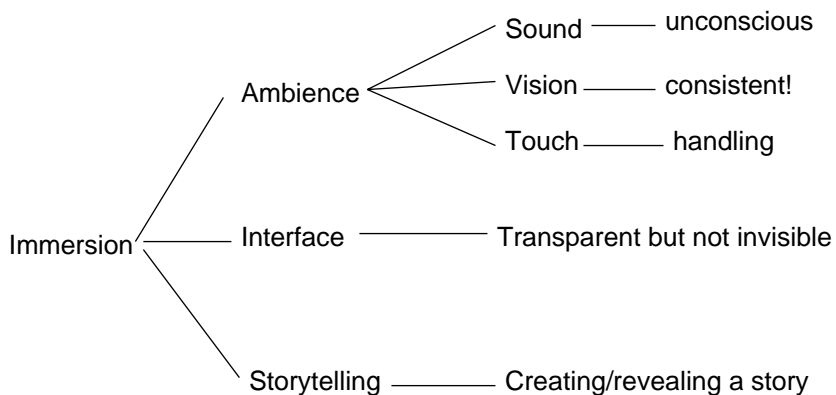 Sound unconscious
Ambience Vision consistent!
Touch handling
Immersion Interface Transparent but not invisible
Storytelling Creating/revealing a story